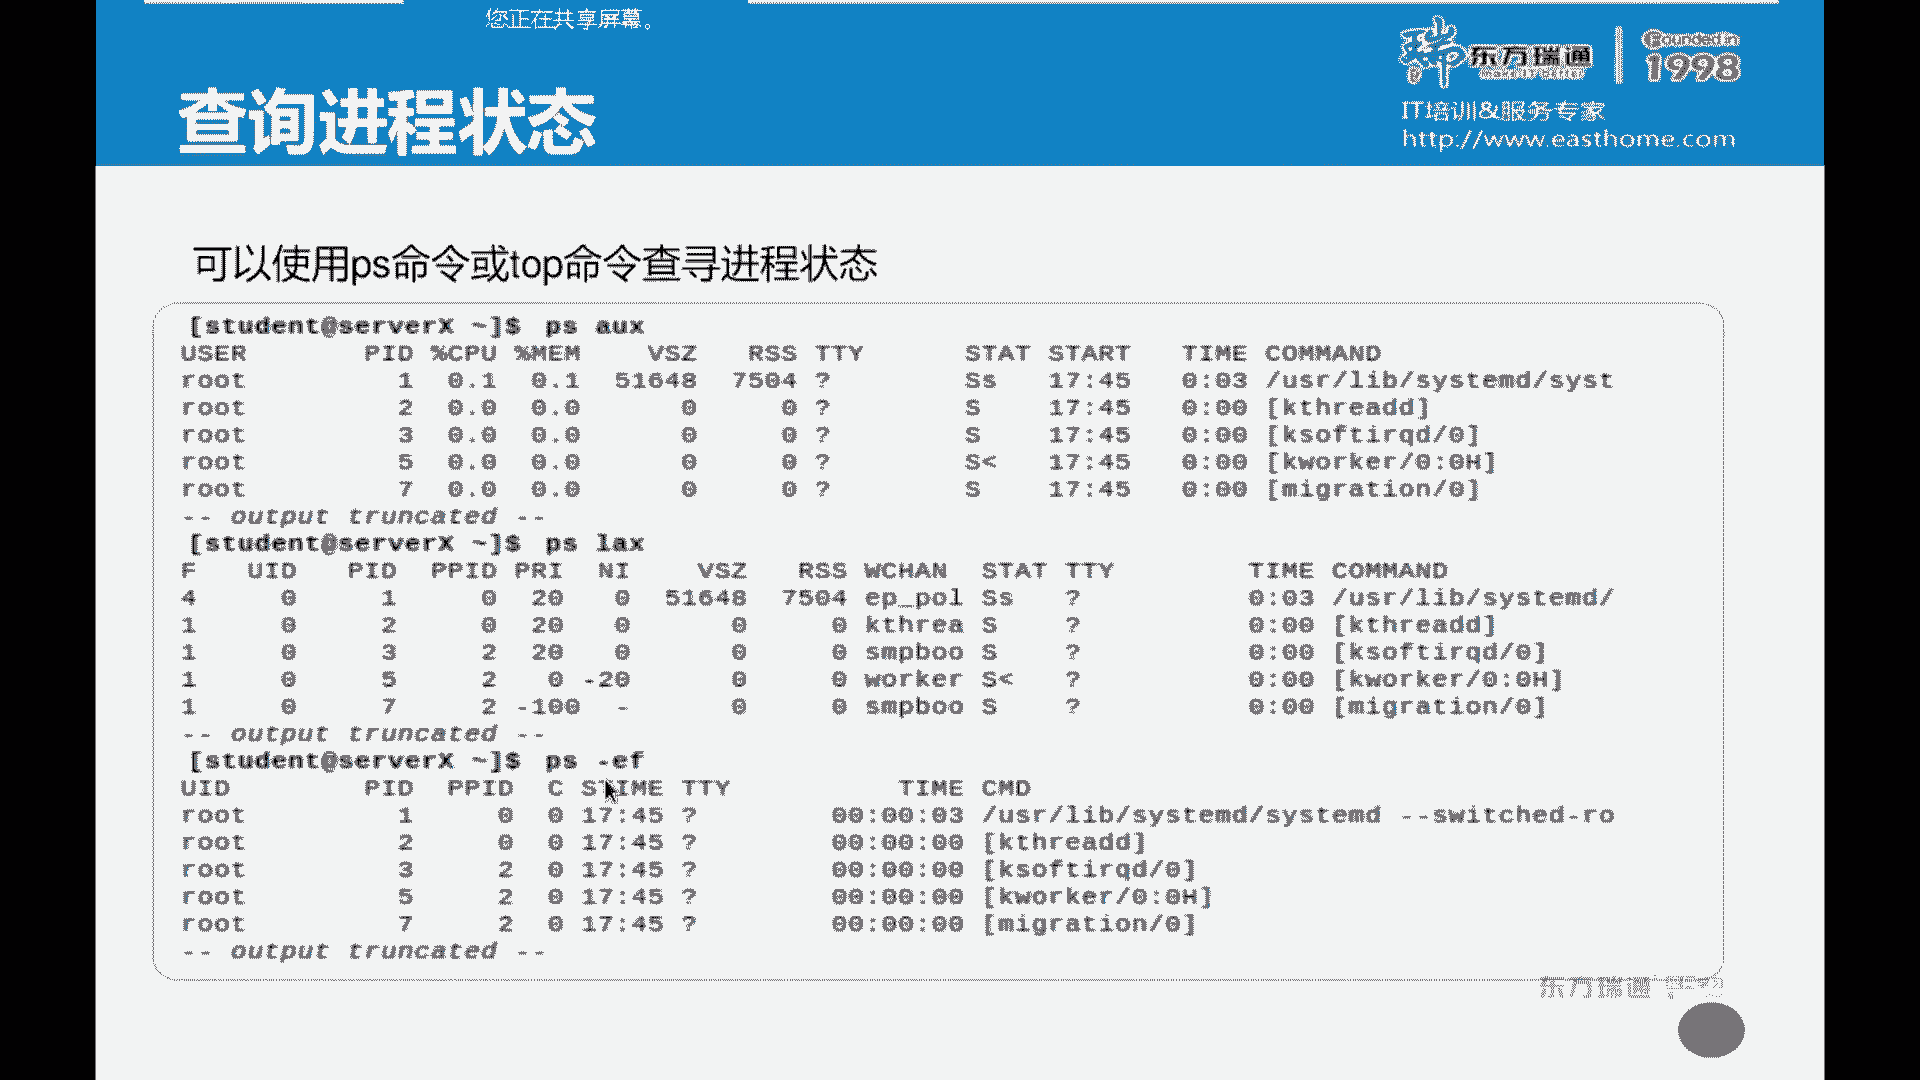 您正在共享屏幕。
东方瑞通
Founded in
1998
IT培训&服务专家
http://www.easthome.com
查询进程状态
可以使用ps命令或top命令查寻进程状态
[student@serverX ~]$ ps aux
USER PID %CPU %MEM VSZ RSS TTY STAT START TIME COMMAND
root 1 0.1 0.1 51648 7504 ? Ss 17:45 0:03 /usr/lib/systemd/syst
root 2 0.0 0.0 0 0 ? S 17:45 0:00 [kthreadd]
root 3 0.0 0.0 0 0 ? S 17:45 0:00 [ksoftirqd/0]
root 5 0.0 0.0 0 0 ? S< 17:45 0:00 [kworker/0:0H]
root 7 0.0 0.0 0 0 ? S 17:45 0:00 [migration/0]
-- output truncated --
[student@serverX ~]$ ps lax
F UID PID PPID PRI NI VSZ RSS WCHAN STAT TTY TIME COMMAND
4 0 1 0 20 0 51648 7504 ep_pol Ss ? 0:03 /usr/lib/systemd/
1 0 2 0 20 0 0 0 kthrea S ? 0:00 [kthreadd]
1 0 3 2 20 0 0 0 smpboo S ? 0:00 [ksoftirqd/0]
1 0 5 2 0 -20 0 0 worker S< ? 0:00 [kworker/0:0H]
1 0 7 2 -100 - 0 0 smpboo S ? 0:00 [migration/0]
-- output truncated --
[student@serverX ~]$ ps -ef
UID PID PPID C STIME TTY TIME CMD
root 1 0 0 17:45 ? 00:00:03 /usr/lib/systemd/systemd --switched-ro
root 2 0 0 17:45 ? 00:00:00 [kthreadd]
root 3 2 0 17:45 ? 00:00:00 [ksoftirqd/0]
root 5 2 0 17:45 ? 00:00:00 [kworker/0:0H]
root 7 2 0 17:45 ? 00:00:00 [migration/0]
-- output truncated --
东方瑞通